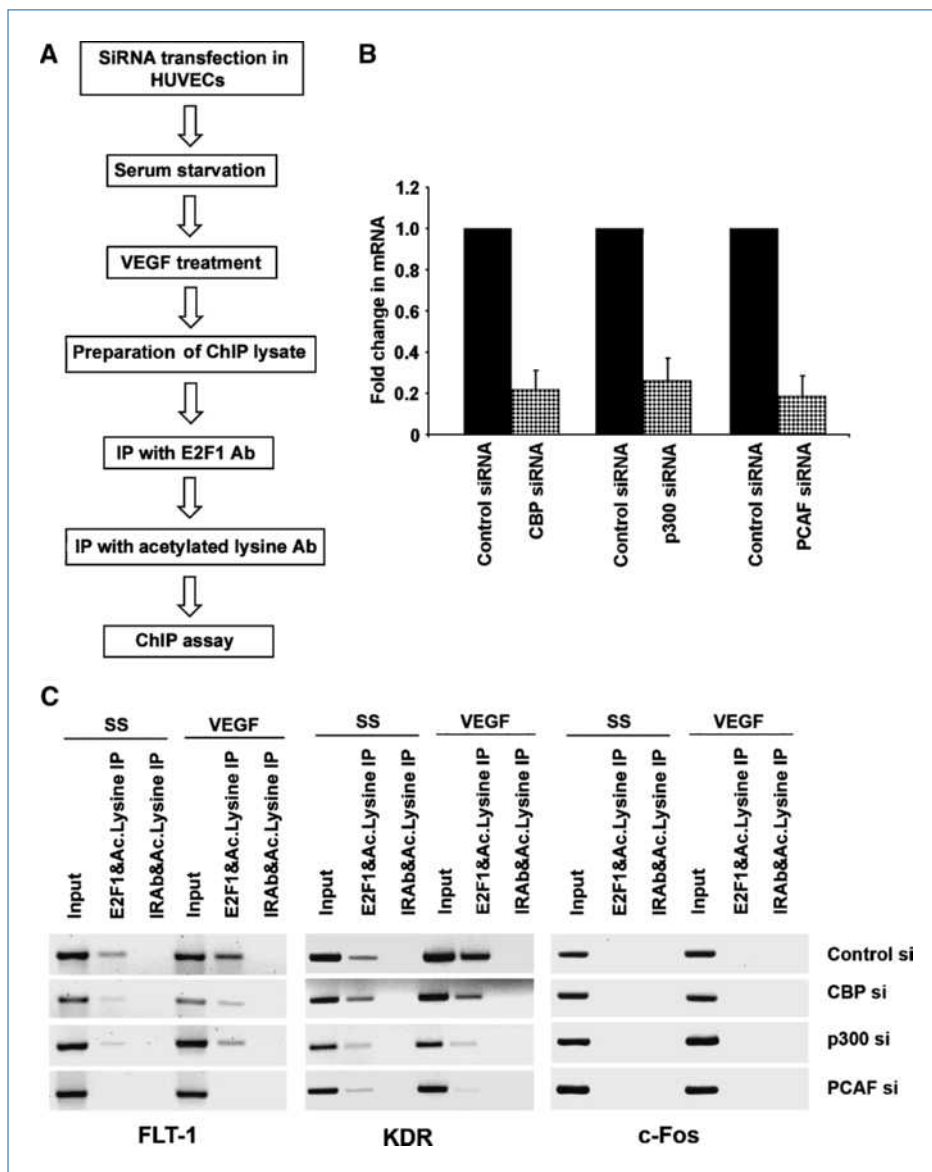 A
SiRNA transfection in
HUVECs
Serum starvation
VEGF treatment
Preparation of ChIP lysate
IP with E2F1 Ab
IP with acetylated lysine Ab
ChIP assay
B
Fold change in mRNA
1.2
1.0
0.8
0.6
0.4
0.2
0
Control siRNA
CBP siRNA
Control siRNA
p300 siRNA
Control siRNA
PCAF siRNA
C
SS VEGF SS VEGF SS VEGF
Input
E2F1&Ac.Lysine IP
IRAb&Ac.Lysine IP
Input
E2F1&Ac.Lysine IP
IRAb&Ac.Lysine IP
Input
E2F1&Ac.Lysine IP
IRAb&Ac.Lysine IP
Input
E2F1&Ac.Lysine IP
IRAb&Ac.Lysine IP
Input
E2F1&Ac.Lysine IP
IRAb&Ac.Lysine IP
Input
E2F1&Ac.Lysine IP
IRAb&Ac.Lysine IP
Control si
CBP si
p300 si
PCAF si
FLT-1 KDR c-Fos